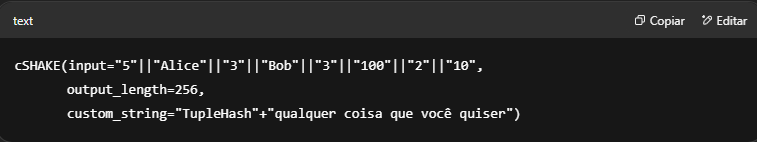 text Copiar Editar
cSHAKE(input="5"||"Alice"||"3"||"Bob"||"3"||"100"||"2"||"10",
output_length=256,
custom_string="TupleHash"+"qualquer coisa que você quiser")